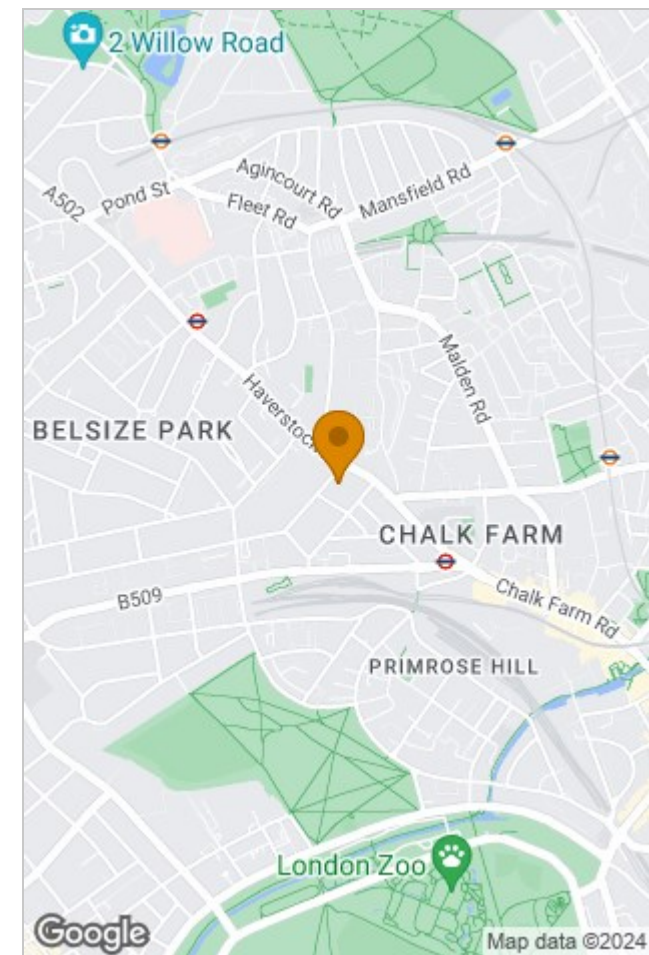 2 Willow Road
A502
Pond St
Agincourt Rd
Fleet Rd
Mansfield Rd
Malden Rd
Haverstock
BELSIZE PARK
CHALK FARM
B509
Chalk Farm Rd
PRIMROSE HILL
London Zoo
Google
Map data ©2024